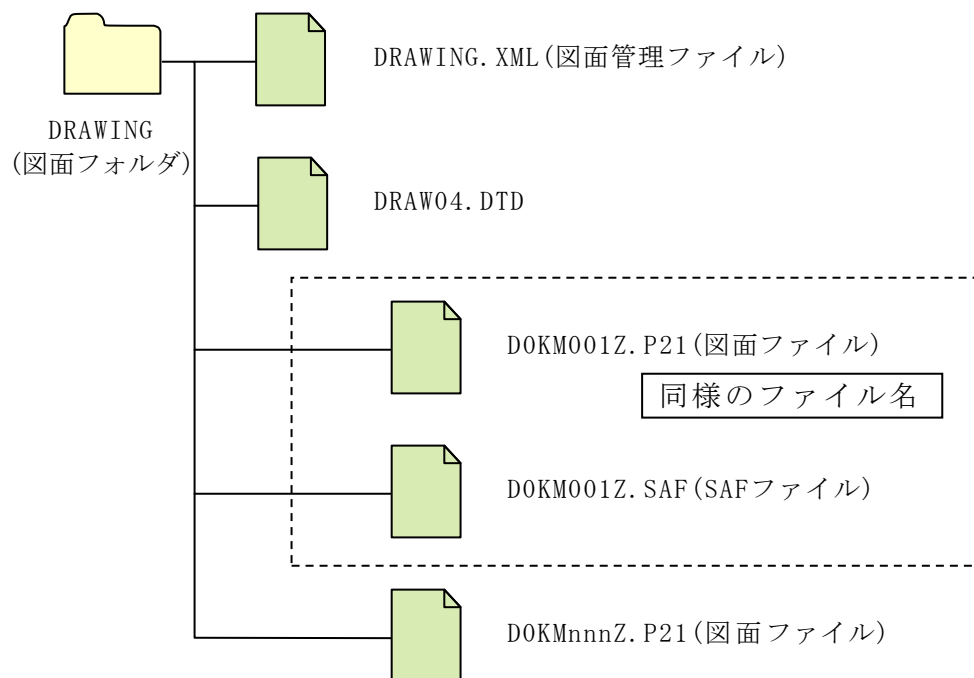 DRAWING.XML(図面管理ファイル)
DRAWING
(図面フォルダ)
DRAW04.DTD
D0KM001Z.P21(図面ファイル)
同様のファイル名
D0KM001Z.SAF(SAFファイル)
D0KMnnnZ.P21(図面ファイル)